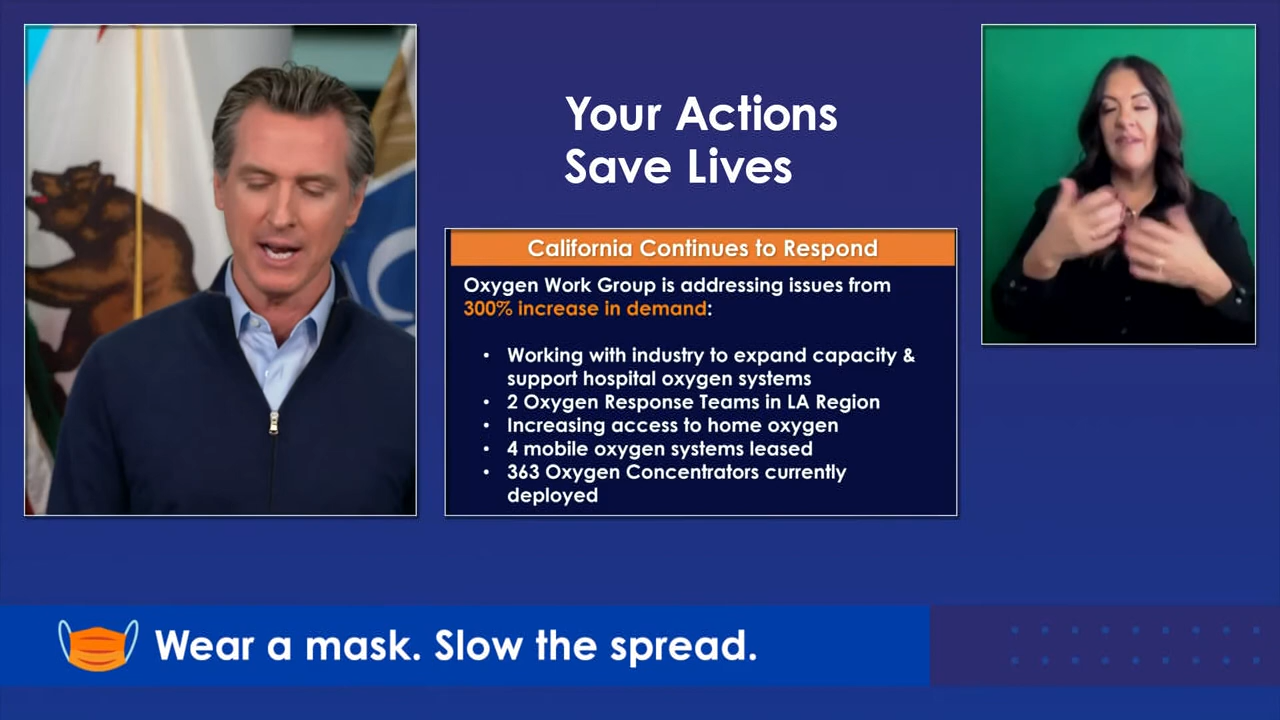 Your Actions
Save Lives
California Continues to Respond
Oxygen Work Group is addressing issues from
300% increase in demand:
• Working with industry to expand capacity &
support hospital oxygen systems
• 2 Oxygen Response Teams in LA Region
• Increasing access to home oxygen
• 4 mobile oxygen systems leased
• 363 Oxygen Concentrators currently
deployed
Wear a mask. Slow the spread.